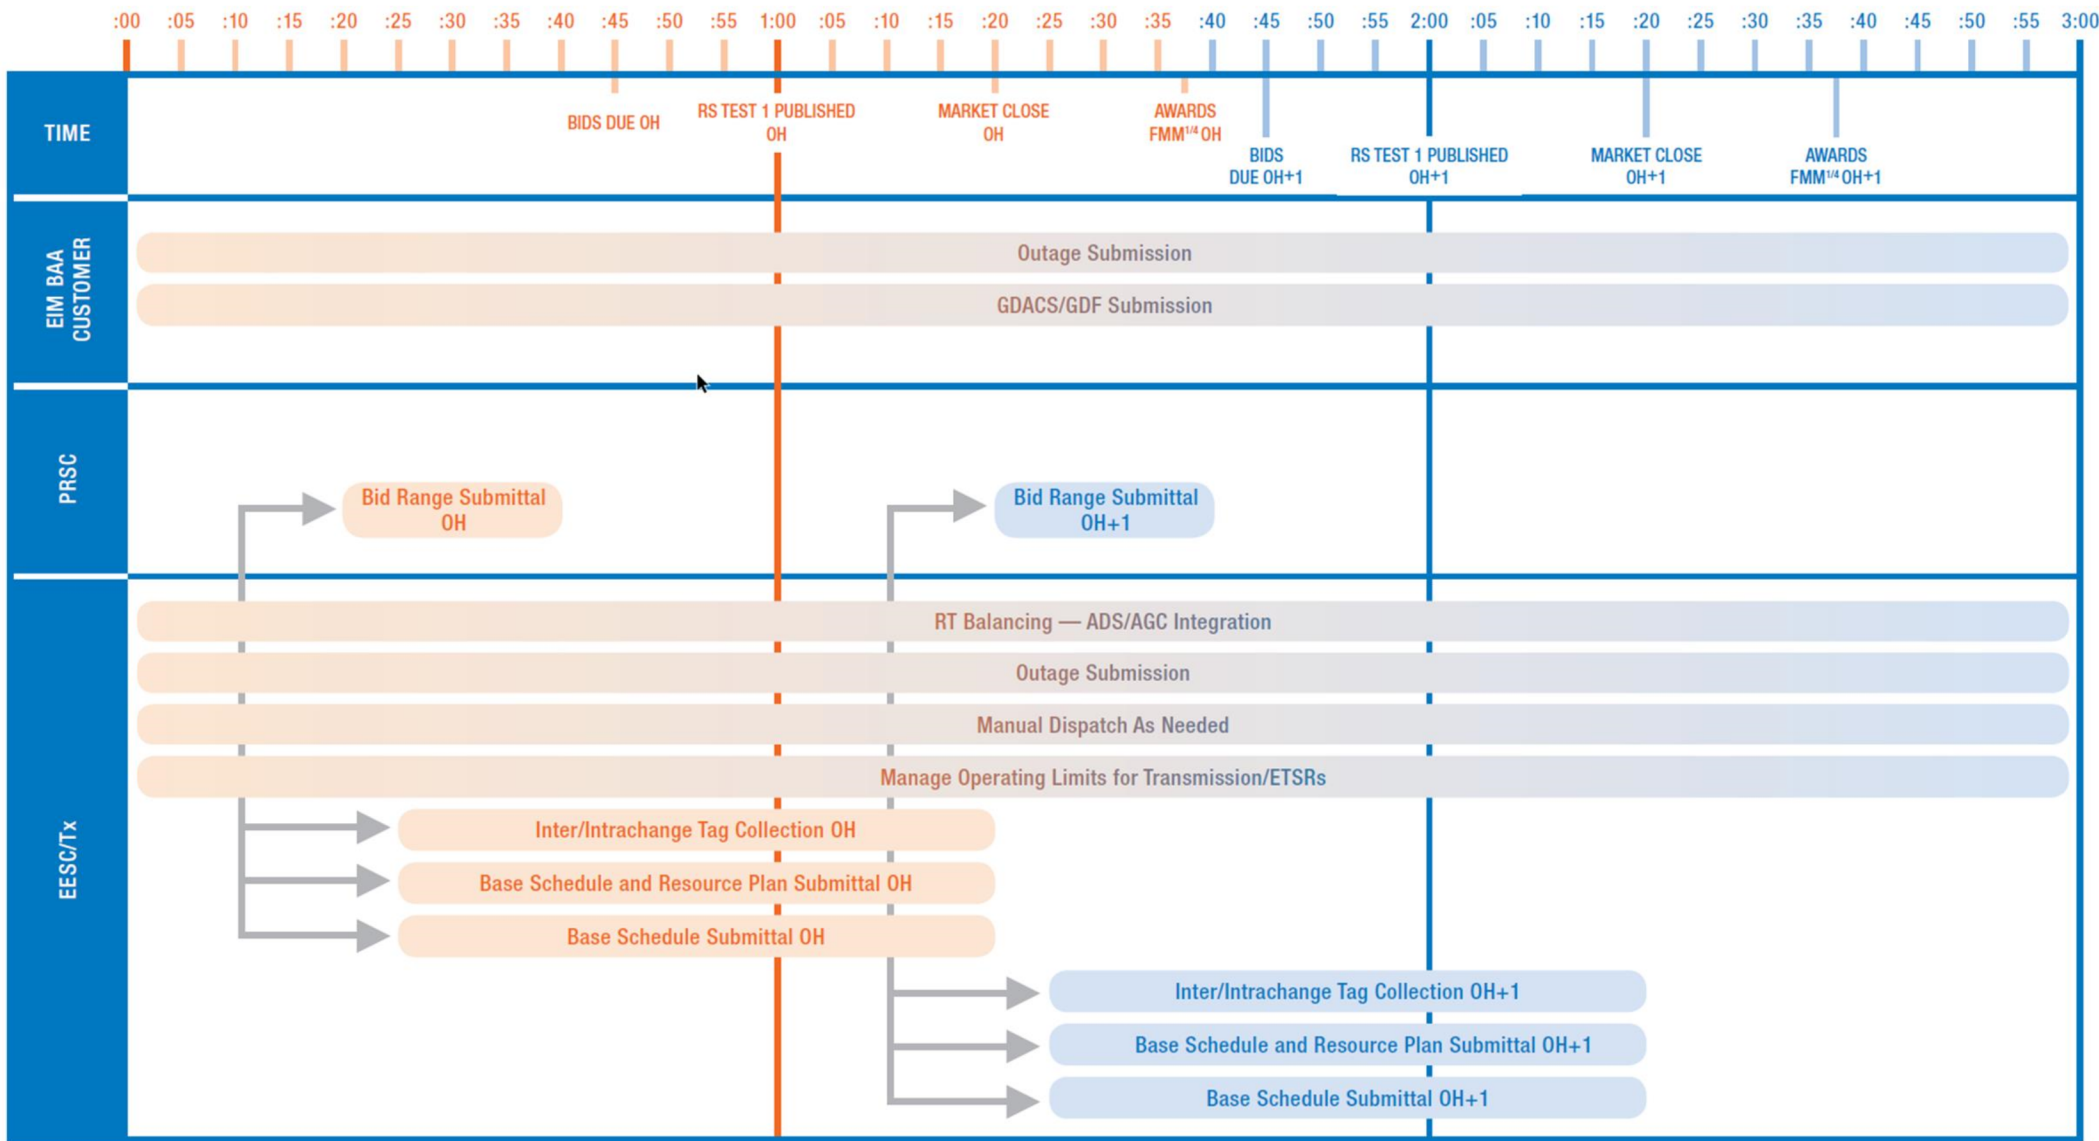 :00 :05 :10 :15 :20 :25 :30 :35 :40 :45 :50 :55 1:00 :05 :10 :15 :20 :25 :30 :35 :40 :45 :50 :55 2:00 :05 :10 :15 :20 :25 :30 :35 :40 :45 :50 :55 3:00
TIME
BIDS DUE OH
RS TEST 1 PUBLISHED
OH
MARKET CLOSE
OH
AWARDS
FMM1/4 OH
BIDS
DUE OH+1
RS TEST 1 PUBLISHED
OH+1
MARKET CLOSE
OH+1
AWARDS
FMM1/4 OH+1
EIM BAA
CUSTOMER
Outage Submission
GDACS/GDF Submission
PRSC
Bid Range Submittal
OH
Bid Range Submittal
OH+1
EESC/Tx
RT Balancing — ADS/AGC Integration
Outage Submission
Manual Dispatch As Needed
Manage Operating Limits for Transmission/ETSRs
Inter/Intrachange Tag Collection OH
Base Schedule and Resource Plan Submittal OH
Base Schedule Submittal OH
Inter/Intrachange Tag Collection OH+1
Base Schedule and Resource Plan Submittal OH+1
Base Schedule Submittal OH+1